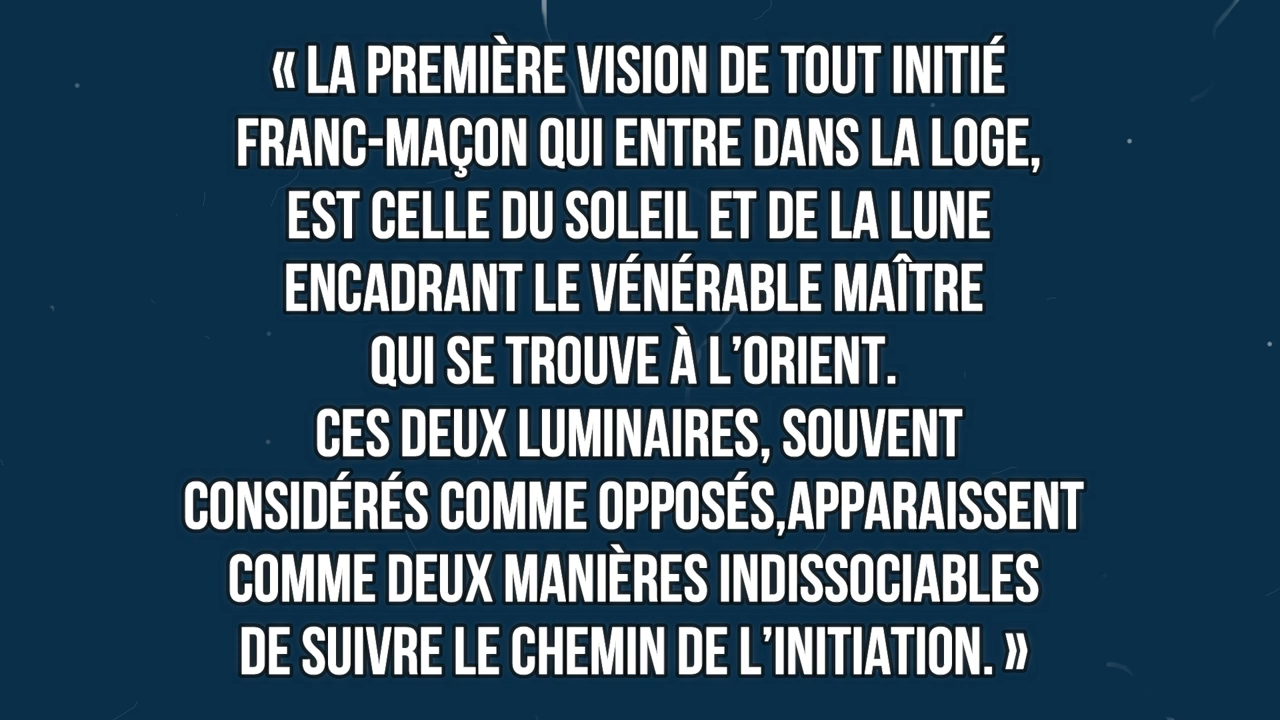 « LA PREMIÈRE VISION DE TOUT INITIÉ
FRANC-MAÇON QUI ENTRE DANS LA LOGE,
EST CELLE DU SOLEIL ET DE LA LUNE
ENCADRANT LE VÉNÉRABLE MAÎTRE
QUI SE TROUVE À L’ORIENT.
CES DEUX LUMINAIRES, SOUVENT
CONSIDÉRÉS COMME OPPOSÉS,APPARAISSENT
COMME DEUX MANIÈRES INDISSOCIABLES
DE SUIVRE LE CHEMIN DE L’INITIATION. »